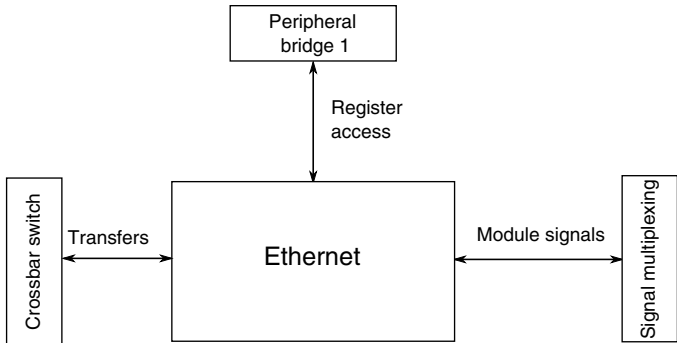 Peripheral
bridge 1
Register
access
Crossbar switch
Transfers
Ethernet
Module signals
Signal multiplexing